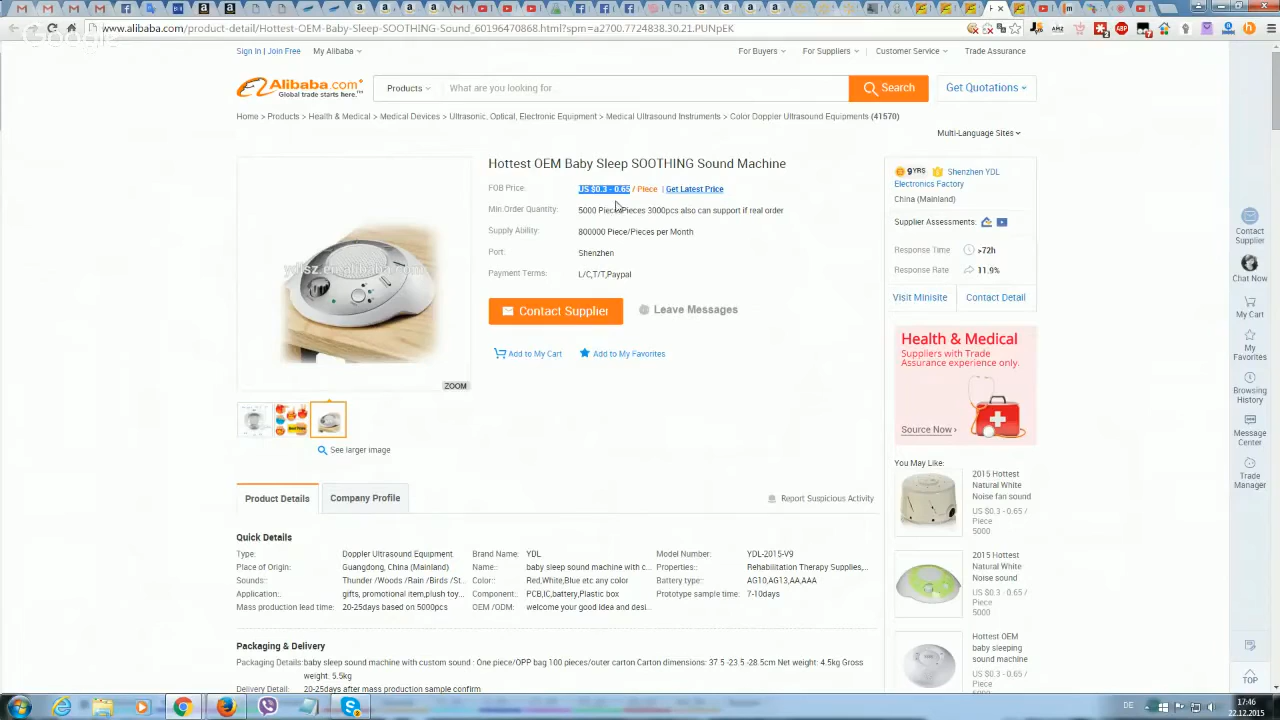 www.alibaba.com/product-detail/Hottest-OEM-Baby-Sleep-SOOTHING-Sound_60196470868.html?spm=a2700.7724838.30.21.PUNpEK
Google
Sign In | Join Free My Alibaba
For Buyers For Suppliers Customer Service Trade Assurance
Alibaba.com
Global trade starts here.™
Products What are you looking for Search Get Quotations
Home > Products > Health & Medical > Medical Devices > Ultrasonic, Optical, Electronic Equipment > Medical Ultrasound Instruments > Color Doppler Ultrasound Equipments (41570)
Multi-Language Sites
Hottest OEM Baby Sleep SOOTHING Sound Machine
FOB Price: US $0.3 - 0.65 / Piece | Get Latest Price
Min.Order Quantity: 5000 Piece/Pieces 3000pcs also can support if real order
Supply Ability: 800000 Piece/Pieces per Month
Port: Shenzhen
Payment Terms: L/C,T/T,Paypal
Contact Supplier Leave Messages
Add to My Cart Add to My Favorites
ydlsz.en.alibaba.com
ZOOM
See larger image
9YRS Shenzhen YDL
Electronics Factory
China (Mainland)
Supplier Assessments:
Response Time >72h
Response Rate 11.9%
Visit Minisite Contact Detail
Health & Medical
Suppliers with Trade
Assurance experience only.
Source Now ›
You May Like:
2015 Hottest
Natural White
Noise fan sound
US $0.3 - 0.65 /
Piece
5000
2015 Hottest
Natural White
Noise sound
US $0.3 - 0.65 /
Piece
5000
Hottest OEM
baby sleeping
sound machine
US $0.3 - 0.65 /
Piece
5000
Contact
Supplier
Chat Now
My Cart
My
Favorites
Browsing
History
Message
Center
Trade
Manager
TOP
Product Details Company Profile Report Suspicious Activity
Quick Details
Type: Doppler Ultrasound Equipment Brand Name: YDL Model Number: YDL-2015-V9
Place of Origin: Guangdong, China (Mainland) Name:: baby sleep sound machine with c... Properties:: Rehabilitation Therapy Supplies,...
Sounds:: Thunder /Woods /Rain /Birds /St... Color:: Red,White,Blue etc any color Battery type:: AG10,AG13,AA,AAA
Application:: gifts, promotional item,plush toy... Component:: PCB,IC,battery,Plastic box Prototype sample time: 7-10days
Mass production lead time: 20-25days based on 5000pcs OEM /ODM: welcome your good idea and desi...
Packaging & Delivery
Packaging Details: baby sleep sound machine with custom sound : One piece/OPP bag 100 pieces/outer carton Carton dimensions: 37.5 -23.5 -28.5cm Net weight: 4.5kg Gross
weight: 5.5kg
Delivery Detail: 20-25days after mass production sample confirm
DE 17:46
22.12.2015